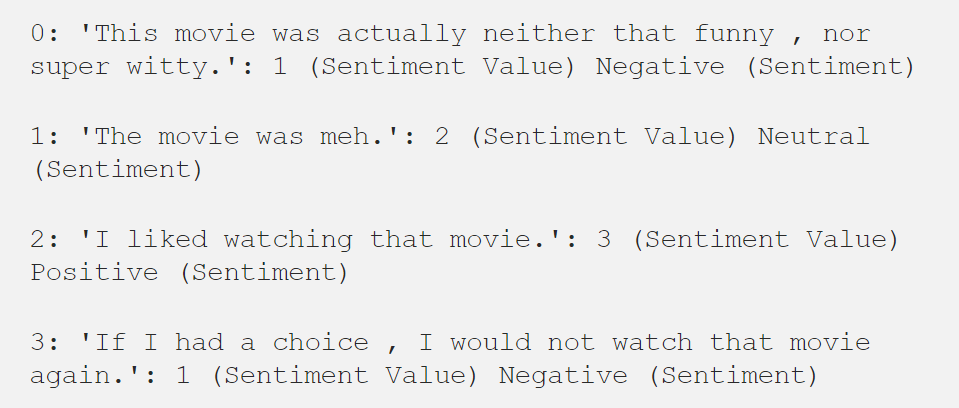 0: 'This movie was actually neither that funny , nor
super witty.': 1 (Sentiment Value) Negative (Sentiment)
1: 'The movie was meh.': 2 (Sentiment Value) Neutral
(Sentiment)
2: 'I liked watching that movie.': 3 (Sentiment Value)
Positive (Sentiment)
3: 'If I had a choice , I would not watch that movie
again.': 1 (Sentiment Value) Negative (Sentiment)